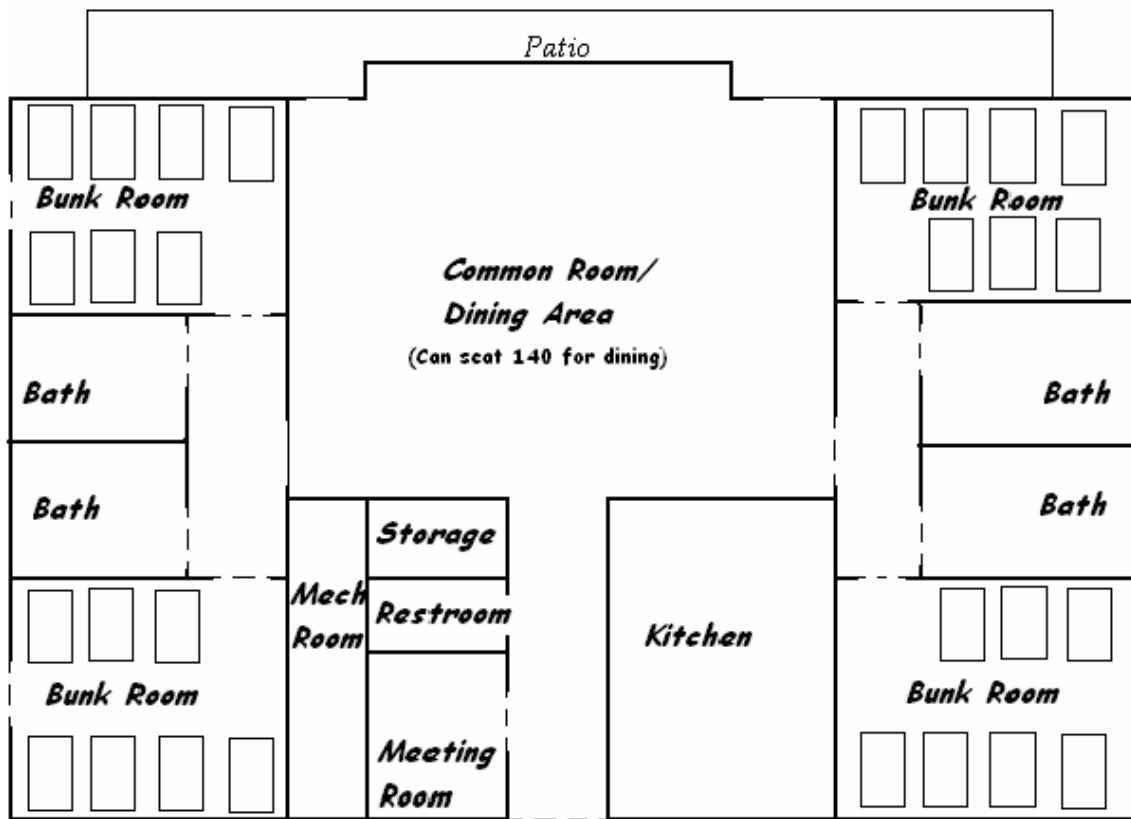 Patio
Bunk Room
Bunk Room
Common Room/
Dining Area
(Can seat 140 for dining)
Bath
Bath
Bath
Bath
Storage
Mech
Room
Restroom
Kitchen
Bunk Room
Bunk Room
Meeting
Room